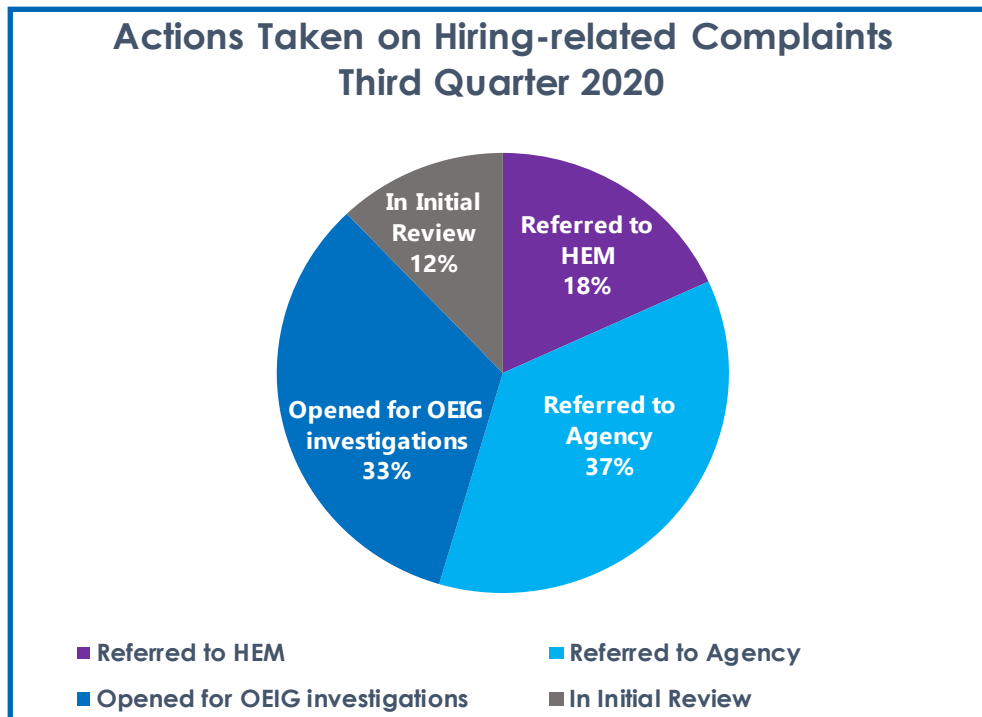 Actions Taken on Hiring-related Complaints
Third Quarter 2020
In Initial
Review
12%
Referred to
HEM
18%
Opened for OEIG
investigations
33%
Referred to
Agency
37%
Referred to HEM
Referred to Agency
Opened for OEIG investigations
In Initial Review